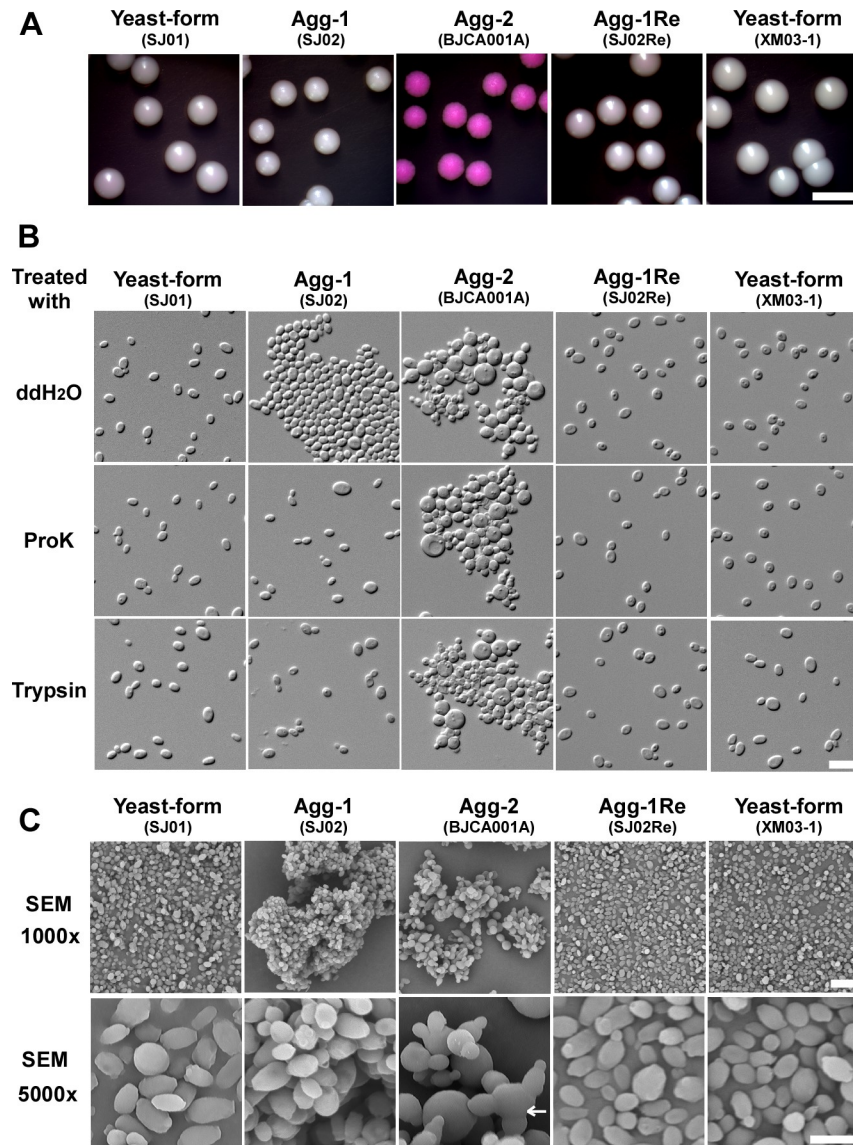 A
Yeast-form Agg-1 Agg-2 Agg-1Re Yeast-form
(SJ01) (SJ02) (BJCA001A) (SJ02Re) (XM03-1)
B
Treated
with
Yeast-form Agg-1 Agg-2 Agg-1Re Yeast-form
(SJ01) (SJ02) (BJCA001A) (SJ02Re) (XM03-1)
ddH2O
ProK
Trypsin
C
Yeast-form Agg-1 Agg-2 Agg-1Re Yeast-form
(SJ01) (SJ02) (BJCA001A) (SJ02Re) (XM03-1)
SEM
1000x
SEM
5000x